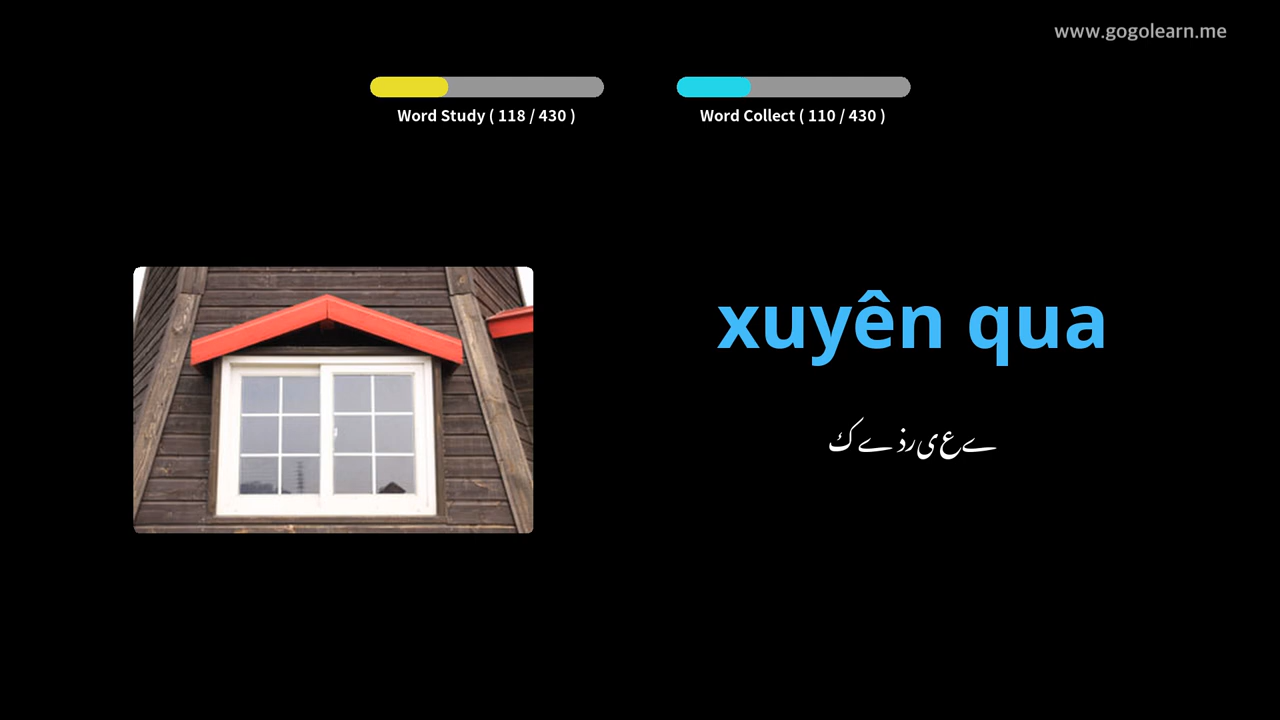 www.gogolearn.me
Word Study ( 118 / 430 )
Word Collect ( 110 / 430 )
xuyên qua
کے ذریعے